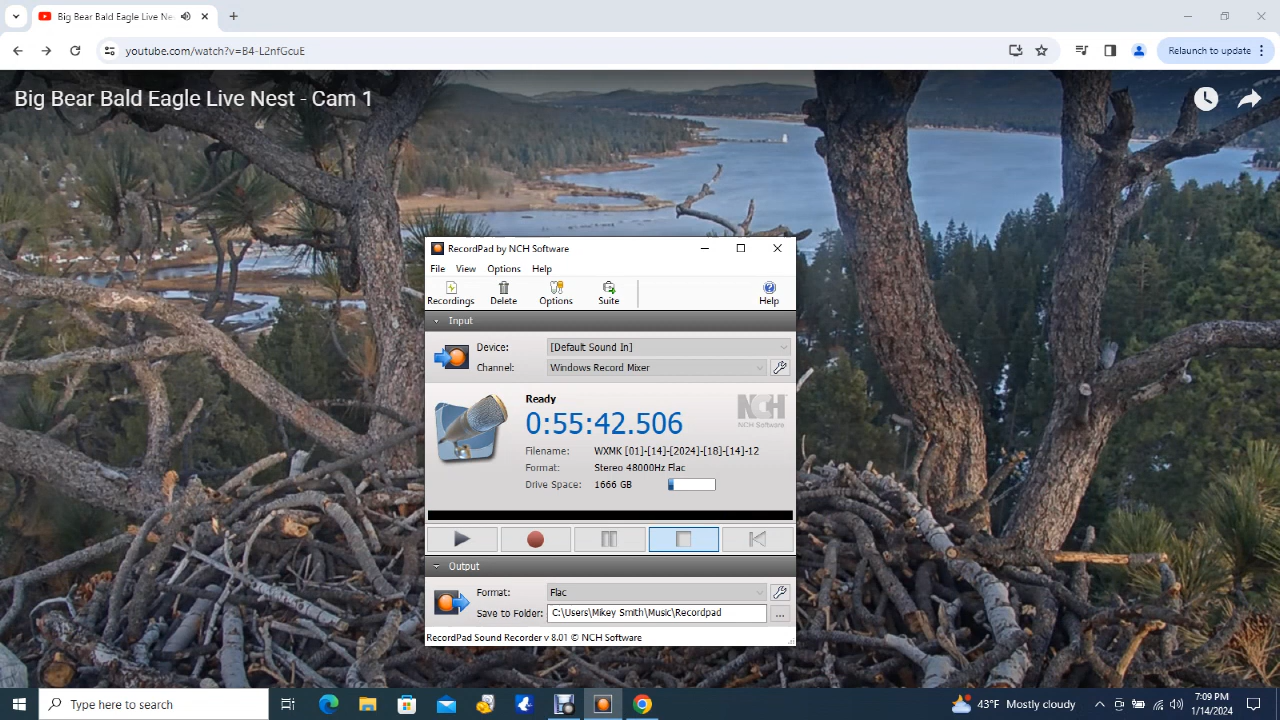 Big Bear Bald Eagle Live Ne
youtube.com/watch?v=B4-L2nfGcuE
Relaunch to update
Big Bear Bald Eagle Live Nest - Cam 1
RecordPad by NCH Software
File View Options Help
Recordings Delete Options Suite Help
Input
Device: [Default Sound In]
Channel: Windows Record Mixer
Ready
0:55:42.506
NCH
NCH Software
Filename: WXMK [01]-[14]-[2024]-[18]-[14]-12
Format: Stereo 48000Hz Flac
Drive Space: 1666 GB
Output
Format: Flac
Save to Folder: C:\Users\Mikey Smith\Music\Recordpad
...
RecordPad Sound Recorder v 8.01 © NCH Software
Type here to search
43°F Mostly cloudy
7:09 PM
1/14/2024